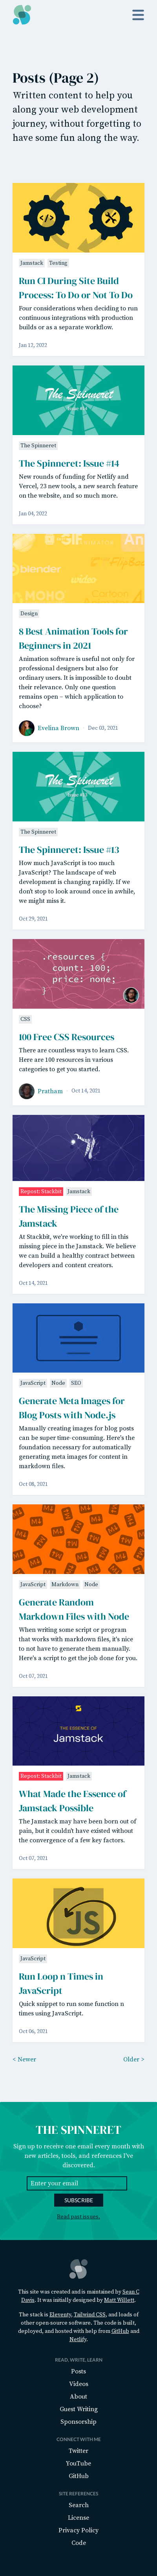 Posts (Page 2)
Written content to help you
along your web development
journey, without forgetting to
have some fun along the way.
Jamstack Testing
Run CI During Site Build
Process: To Do or Not To Do
Four considerations when deciding to run
continuous integrations with production
builds or as a separate workflow.
Jan 12, 2022
The Spinneret
The Spinneret
The Spinneret: Issue #14
New rounds of funding for Netlify and
Vercel, 23 new tools, a new search feature
on the website, and so much more.
Jan 04, 2022
GIF
blender
FlipBook
MOHO
Design
8 Best Animation Tools for
Beginners in 2021
Animation software is useful not only for
professional designers but also for
ordinary users. It is impossible to doubt
their relevance. Only one question
remains open – which application to
choose?
Evelina Brown Dec 03, 2021
The Spinneret
The Spinneret
The Spinneret: Issue #13
How much JavaScript is too much
JavaScript? The landscape of web
development is changing rapidly. If we
don't stop to look around once in awhile,
we might miss it.
Oct 29, 2021
.resources {
count: 100;
price: none;
}
CSS
100 Free CSS Resources
There are countless ways to learn CSS.
Here are 100 resources in various
categories to get you started.
Pratham Oct 14, 2021
Repost: Stackbit Jamstack
The Missing Piece of the
Jamstack
At Stackbit, we're working to fill in this
missing piece in the Jamstack. We believe
we can build a healthy contract between
developers and content creators.
Oct 14, 2021
JavaScript Node SEO
Generate Meta Images for
Blog Posts with Node.js
Manually creating images for blog posts
can be super time consuming. Here's the
foundation necessary for automatically
generating meta images for content in
markdown files.
Oct 08, 2021
JavaScript Markdown Node
Generate Random
Markdown Files with Node
When writing some script or program
that works with markdown files, it's nice
to not have to generate them manually.
Here's a script to get the job done for you.
Oct 07, 2021
THE ESSENCE OF
Jamstack
Repost: Stackbit Jamstack
What Made the Essence of
Jamstack Possible
The Jamstack may have been born out of
pain, but it couldn't have existed without
the convergence of a few key factors.
Oct 07, 2021
JS
JavaScript
Run Loop n Times in
JavaScript
Quick snippets to run some function n
times using JavaScript.
Oct 06, 2021
< Newer Older >
THE SPINNERET
Sign up to receive one email every month with
new articles, tools, and references I've
discovered.
Enter your email
SUBSCRIBE
Read past issues.
This site was created and is maintained by Sean C
Davis. It was initially designed by Matt Willett.
The stack is Eleventy, Tailwind CSS, and loads of
other open-source software. The code is built,
deployed, and hosted with help from GitHub and
Netlify.
READ, WRITE, LEARN
Posts
Videos
About
Guest Writing
Sponsorship
CONNECT WITH ME
Twitter
YouTube
GitHub
SITE REFERENCES
Search
License
Privacy Policy
Code